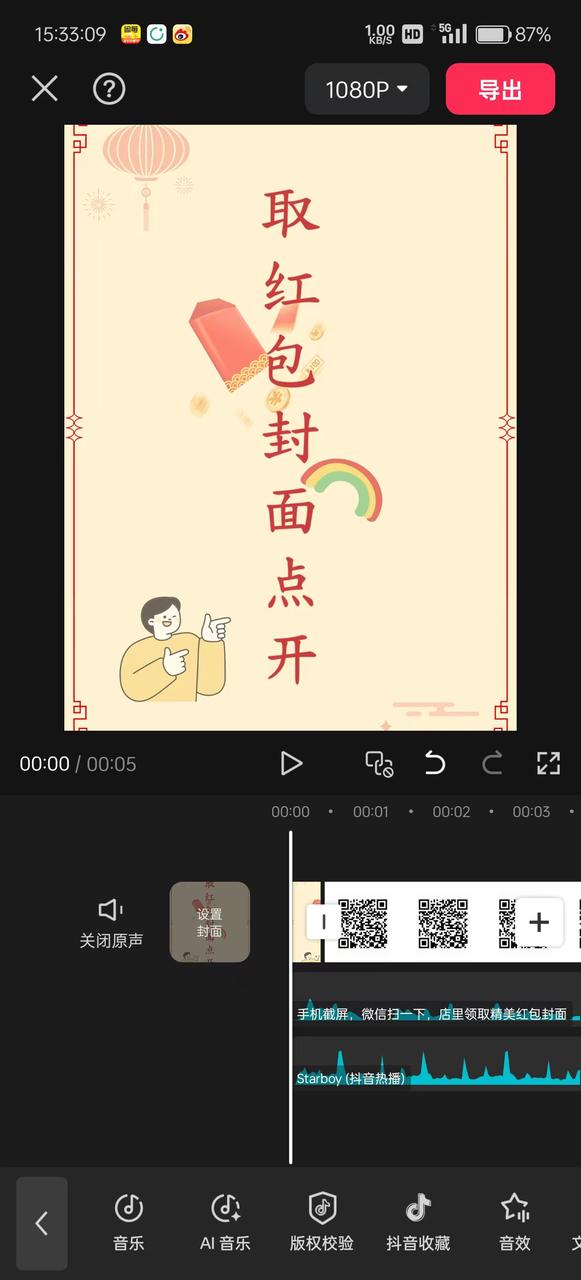 15:33:09
1.00 KB/S HD 5G 87%
1080P 导出
取
红
包
封
面
点
开
00:00 / 00:05
00:00 00:01 00:02 00:03
关闭原声
设置
封面
手机截屏，微信扫一下，店里领取精美红包封面
Starboy (抖音热播)
音乐 AI 音乐 版权校验 抖音收藏 音效